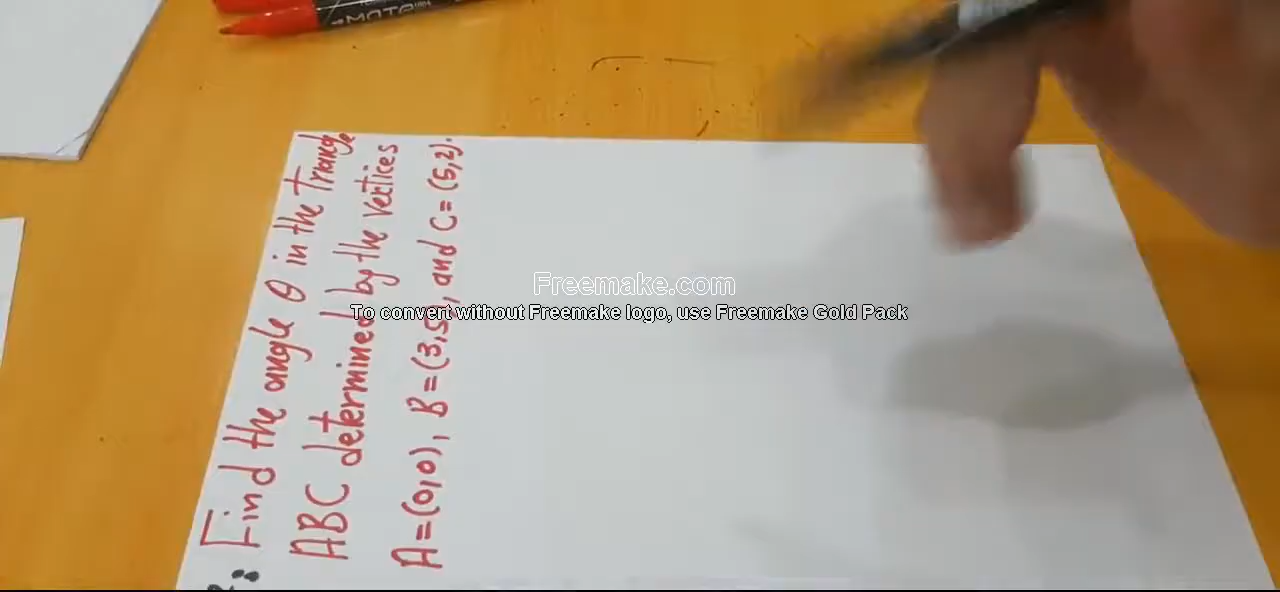 Find the angle θ in the Triangle
ABC determined by the vertices
A=(0,0), B=(3,5), and C=(5,2).
Freemake.com
To convert without Freemake logo, use Freemake Gold Pack